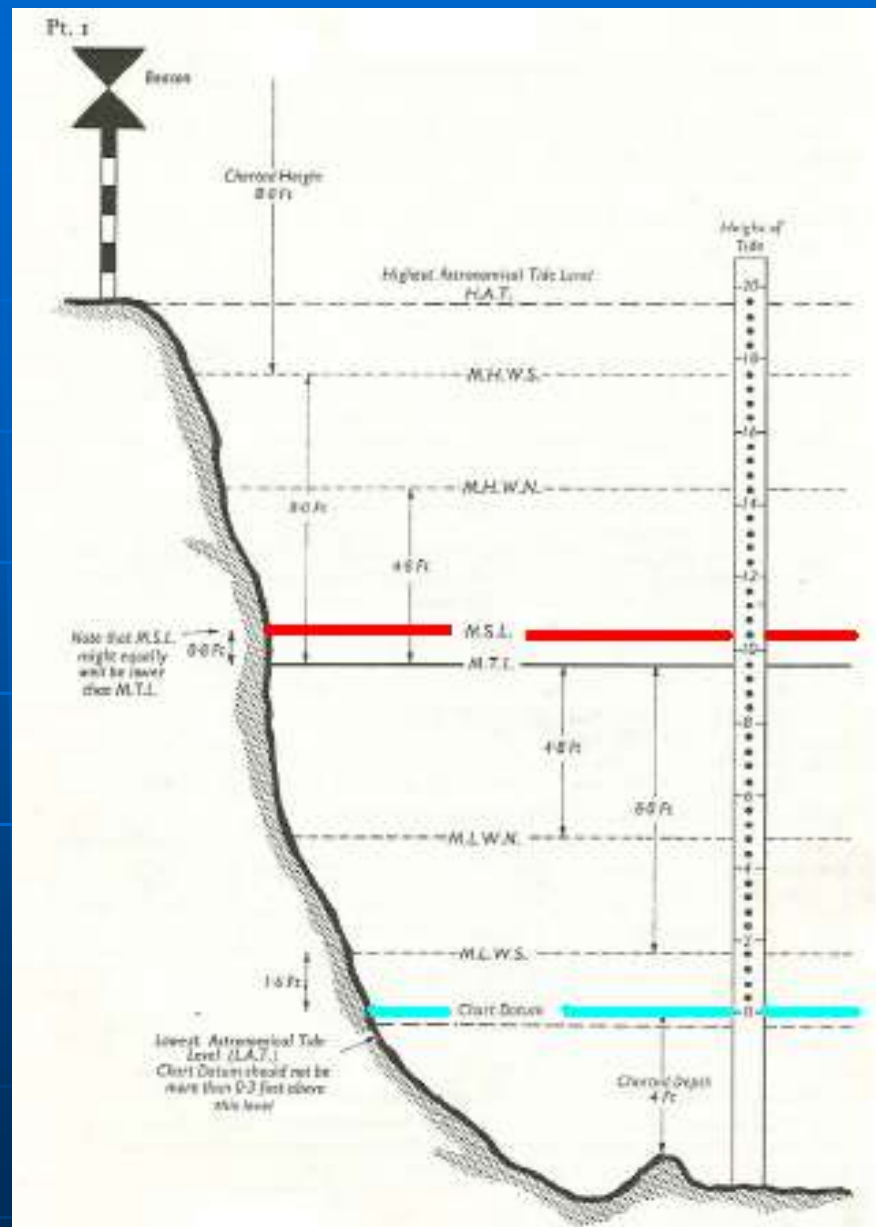 Pt. 1
Beacon
Charted Height
8·0 Ft
Height of
Tide
Highest Astronomical Tide Level
H.A.T.
20
18
M.H.W.S.
16
M.H.W.N.
14
8·0 Ft
4·8 Ft
12
Note that M.S.L.
might equally
well be lower
than M.T.L.
0·8 Ft
M.S.L.
10
M.T.L.
8
4·8 Ft
6
8·0 Ft
M.L.W.N.
4
2
M.L.W.S.
1·6 Ft
Chart Datum
0
Lowest Astronomical Tide
Level (L.A.T.)
Chart Datum should not be
more than 0·3 feet above
this level
Charted Depth
4 Ft